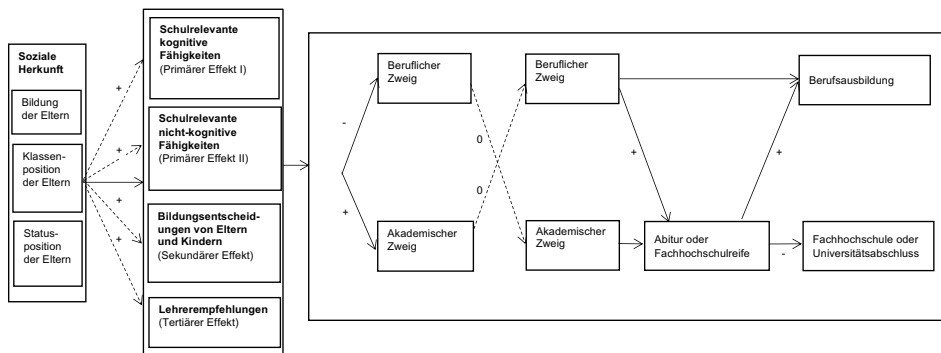 Soziale
Herkunft
Bildung
der Eltern
Klassen-
position
der Eltern
Status-
position
der Eltern
+
+
+
+
Schulrelevante
kognitive
Fähigkeiten
(Primärer Effekt I)
Schulrelevante
nicht-kognitive
Fähigkeiten
(Primärer Effekt II)
Bildungsentscheid-
ungen von Eltern
und Kindern
(Sekundärer Effekt)
Lehrerempfehlungen
(Tertiärer Effekt)
-
+
Beruflicher
Zweig
Akademischer
Zweig
0
0
Beruflicher
Zweig
Akademischer
Zweig
+
+
Abitur oder
Fachhochschulreife
-
Berufsausbildung
Fachhochschule oder
Universitätsabschluss